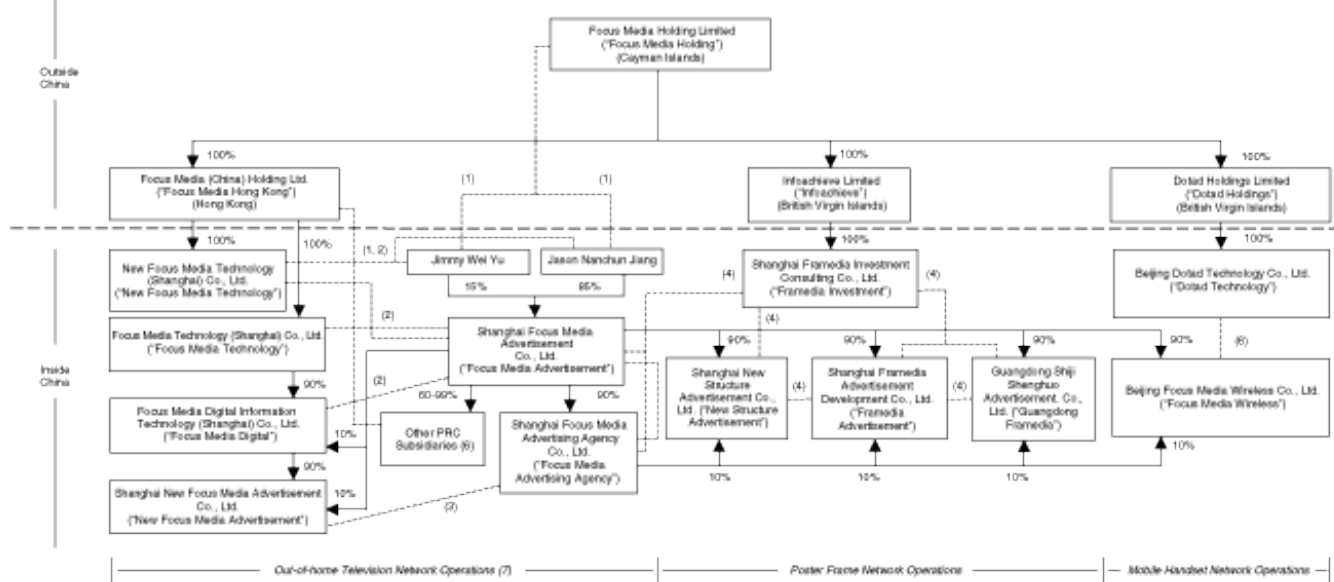 Focus Media Holding Limited
("Focus Media Holding")
(Cayman Islands)
Outside
China
100%
100%
100%
Focus Media (China) Holding Ltd.
("Focus Media Hong Kong")
(Hong Kong)
(1)
(1)
Infoachieve Limited
("Infoachieve")
(British Virgin Islands)
Dotad Holdings Limited
("Dotad Holdings")
(British Virgin Islands)
100%
100%
(1, 2)
100%
100%
New Focus Media Technology
(Shanghai) Co., Ltd.
("New Focus Media Technology")
Jimmy Wei Yu
Jason Nanchun Jiang
15%
85%
(4)
Shanghai Framedia Investment
Consulting Co., Ltd.
("Framedia Investment")
(4)
Beijing Dotad Technology Co., Ltd.
("Dotad Technology")
(2)
(4)
Focus Media Technology (Shanghai) Co., Ltd.
("Focus Media Technology")
Shanghai Focus Media
Advertisement
Co., Ltd.
("Focus Media Advertisement")
90%
90%
90%
90%
(6)
Inside
China
90%
(2)
60-99%
90%
Shanghai New
Structure
Advertisement Co.,
Ltd. ("New Structure
Advertisement")
(4)
Shanghai Framedia
Advertisement
Development Co., Ltd.
("Framedia
Advertisement")
(4)
Guangdong Shiji
Shenghuo
Advertisement. Co.,
Ltd. ("Guangdong
Framedia")
Beijing Focus Media Wireless Co., Ltd.
("Focus Media Wireless")
Focus Media Digital Information
Technology (Shanghai) Co., Ltd.
("Focus Media Digital")
10%
Other PRC
Subsidiaries (6)
Shanghai Focus Media
Advertising Agency
Co., Ltd.
("Focus Media
Advertising Agency")
10%
10%
10%
10%
90%
Shanghai New Focus Media Advertisement
Co., Ltd.
("New Focus Media Advertisement")
10%
(3)
Out-of-home Television Network Operations (7)
Poster Frame Network Operations
Mobile Handset Network Operations